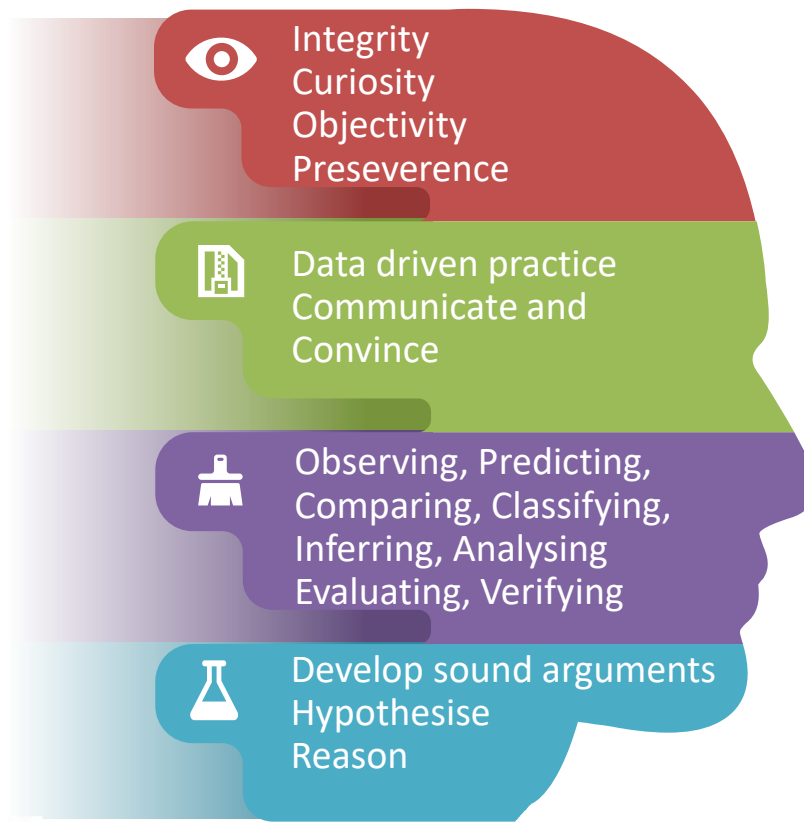 Integrity
Curiosity
Objectivity
Preseverence
Data driven practice
Communicate and
Convince
Observing, Predicting,
Comparing, Classifying,
Inferring, Analysing
Evaluating, Verifying
Develop sound arguments
Hypothesise
Reason